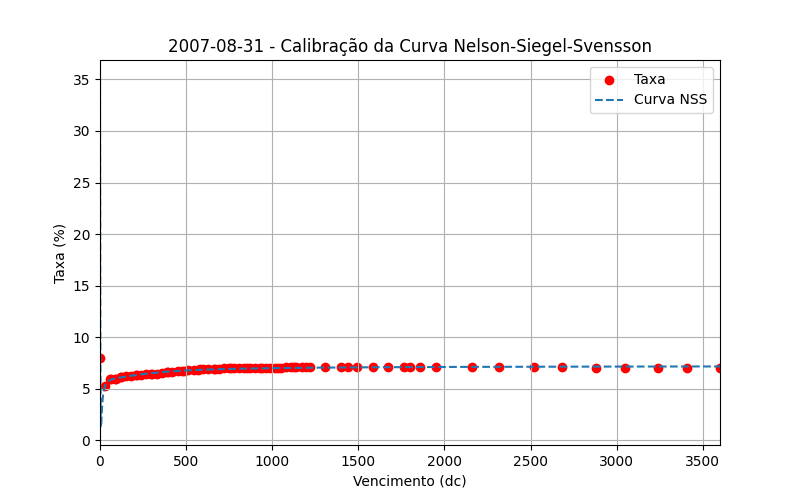 2007-08-31 - Calibração da Curva Nelson-Siegel-Svensson
Taxa
Curva NSS
Taxa (%)
35
30
25
20
15
10
5
0
0 500 1000 1500 2000 2500 3000 3500
Vencimento (dc)